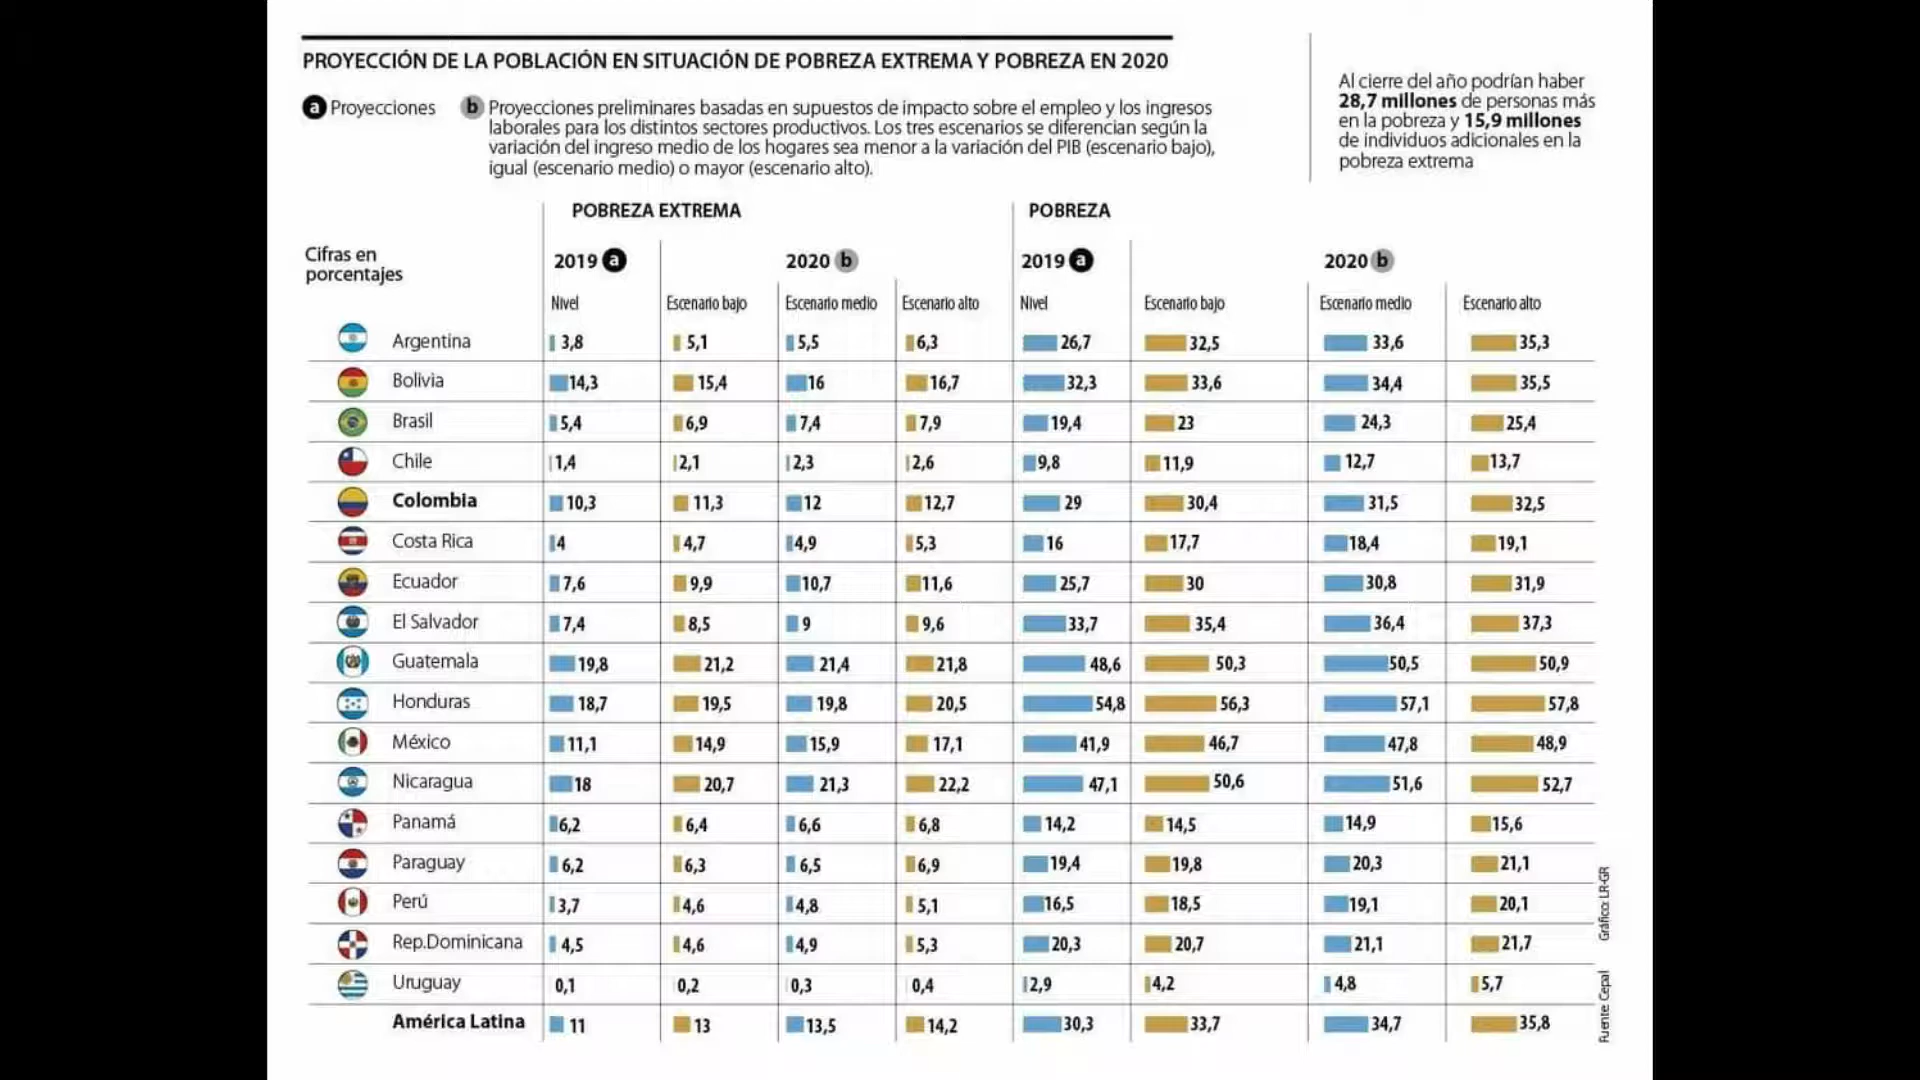 PROYECCIÓN DE LA POBLACIÓN EN SITUACIÓN DE POBREZA EXTREMA Y POBREZA EN 2020
a Proyecciones
b Proyecciones preliminares basadas en supuestos de impacto sobre el empleo y los ingresos
laborales para los distintos sectores productivos. Los tres escenarios se diferencian según la
variación del ingreso medio de los hogares sea menor a la variación del PIB (escenario bajo),
igual (escenario medio) o mayor (escenario alto).
Al cierre del año podrían haber
28,7 millones de personas más
en la pobreza y 15,9 millones
de individuos adicionales en la
pobreza extrema
POBREZA EXTREMA POBREZA
Cifras en
porcentajes
2019 a 2020 b 2019 a 2020 b
Nivel Escenario bajo Escenario medio Escenario alto Nivel Escenario bajo Escenario medio Escenario alto
Argentina 3,8 5,1 5,5 6,3 26,7 32,5 33,6 35,3
Bolivia 14,3 15,4 16 16,7 32,3 33,6 34,4 35,5
Brasil 5,4 6,9 7,4 7,9 19,4 23 24,3 25,4
Chile 1,4 2,1 2,3 2,6 9,8 11,9 12,7 13,7
Colombia 10,3 11,3 12 12,7 29 30,4 31,5 32,5
Costa Rica 4 4,7 4,9 5,3 16 17,7 18,4 19,1
Ecuador 7,6 9,9 10,7 11,6 25,7 30 30,8 31,9
El Salvador 7,4 8,5 9 9,6 33,7 35,4 36,4 37,3
Guatemala 19,8 21,2 21,4 21,8 48,6 50,3 50,5 50,9
Honduras 18,7 19,5 19,8 20,5 54,8 56,3 57,1 57,8
México 11,1 14,9 15,9 17,1 41,9 46,7 47,8 48,9
Nicaragua 18 20,7 21,3 22,2 47,1 50,6 51,6 52,7
Panamá 6,2 6,4 6,6 6,8 14,2 14,5 14,9 15,6
Paraguay 6,2 6,3 6,5 6,9 19,4 19,8 20,3 21,1
Perú 3,7 4,6 4,8 5,1 16,5 18,5 19,1 20,1
Rep.Dominicana 4,5 4,6 4,9 5,3 20,3 20,7 21,1 21,7
Uruguay 0,1 0,2 0,3 0,4 2,9 4,2 4,8 5,7
América Latina 11 13 13,5 14,2 30,3 33,7 34,7 35,8
Fuente: Cepal Gráfico: LR-GR